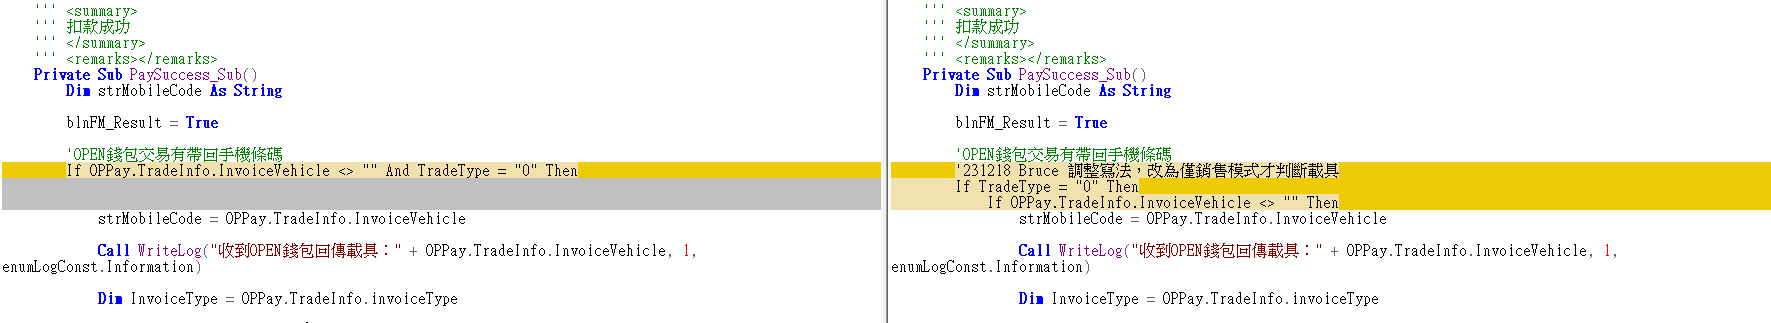 ''' <summary>
''' 扣款成功
''' </summary>
''' <remarks></remarks>
Private Sub PaySuccess_Sub()
Dim strMobileCode As String
blnFM_Result = True
'OPEN錢包交易有帶回手機條碼
If OPPay.TradeInfo.InvoiceVehicle <> "" And TradeType = "0" Then
strMobileCode = OPPay.TradeInfo.InvoiceVehicle
Call WriteLog("收到OPEN錢包回傳載具：" + OPPay.TradeInfo.InvoiceVehicle, 1,
enumLogConst.Information)
Dim InvoiceType = OPPay.TradeInfo.invoiceType
''' <summary>
''' 扣款成功
''' </summary>
''' <remarks></remarks>
Private Sub PaySuccess_Sub()
Dim strMobileCode As String
blnFM_Result = True
'OPEN錢包交易有帶回手機條碼
'231218 Bruce 調整寫法，改為僅銷售模式才判斷載具
If TradeType = "0" Then
If OPPay.TradeInfo.InvoiceVehicle <> "" Then
strMobileCode = OPPay.TradeInfo.InvoiceVehicle
Call WriteLog("收到OPEN錢包回傳載具：" + OPPay.TradeInfo.InvoiceVehicle, 1,
enumLogConst.Information)
Dim InvoiceType = OPPay.TradeInfo.invoiceType